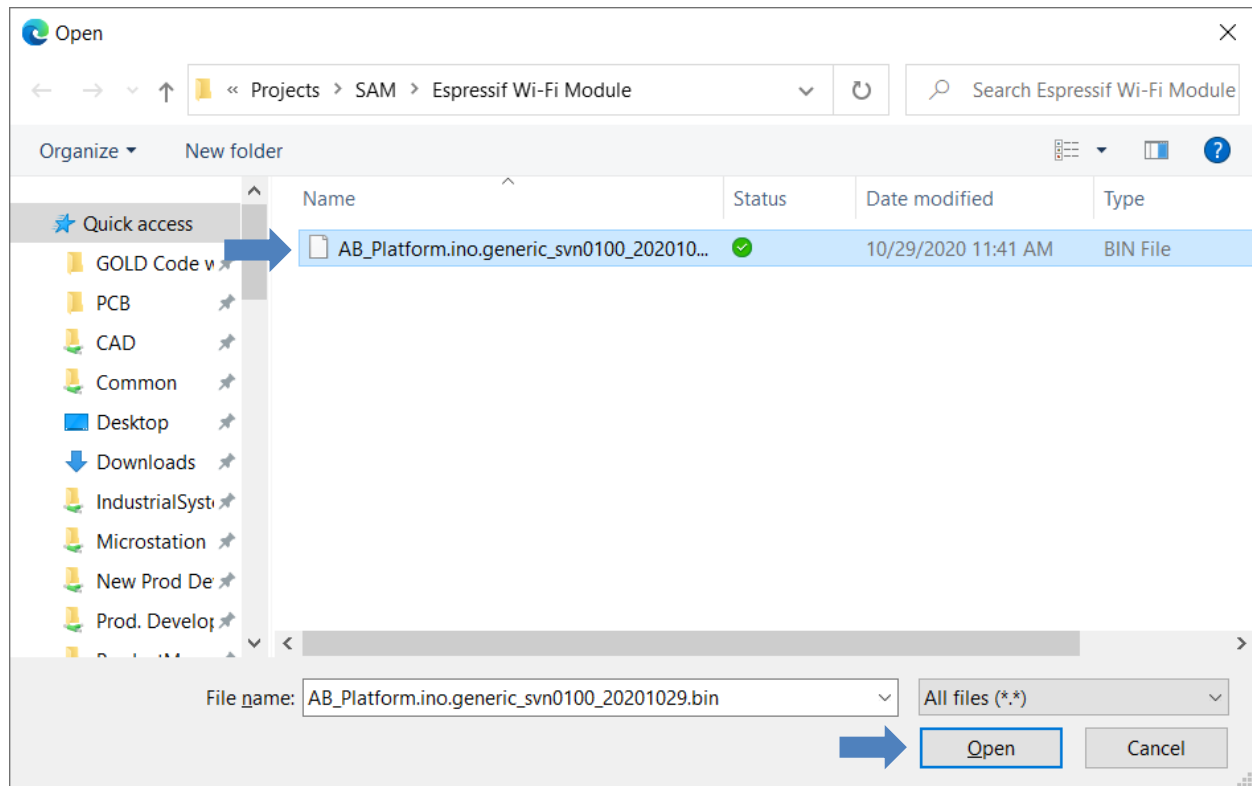 Open
« Projects > SAM > Espressif Wi-Fi Module
Search Espressif Wi-Fi Module
Organize
New folder
?
Name
Status
Date modified
Type
Quick access
AB_Platform.ino.generic_svn0100_202010...
10/29/2020 11:41 AM
BIN File
GOLD Code w
PCB
CAD
Common
Desktop
Downloads
IndustrialSyst
Microstation
New Prod De
Prod. Develop
File name:
AB_Platform.ino.generic_svn0100_20201029.bin
All files (*.*)
Open
Cancel